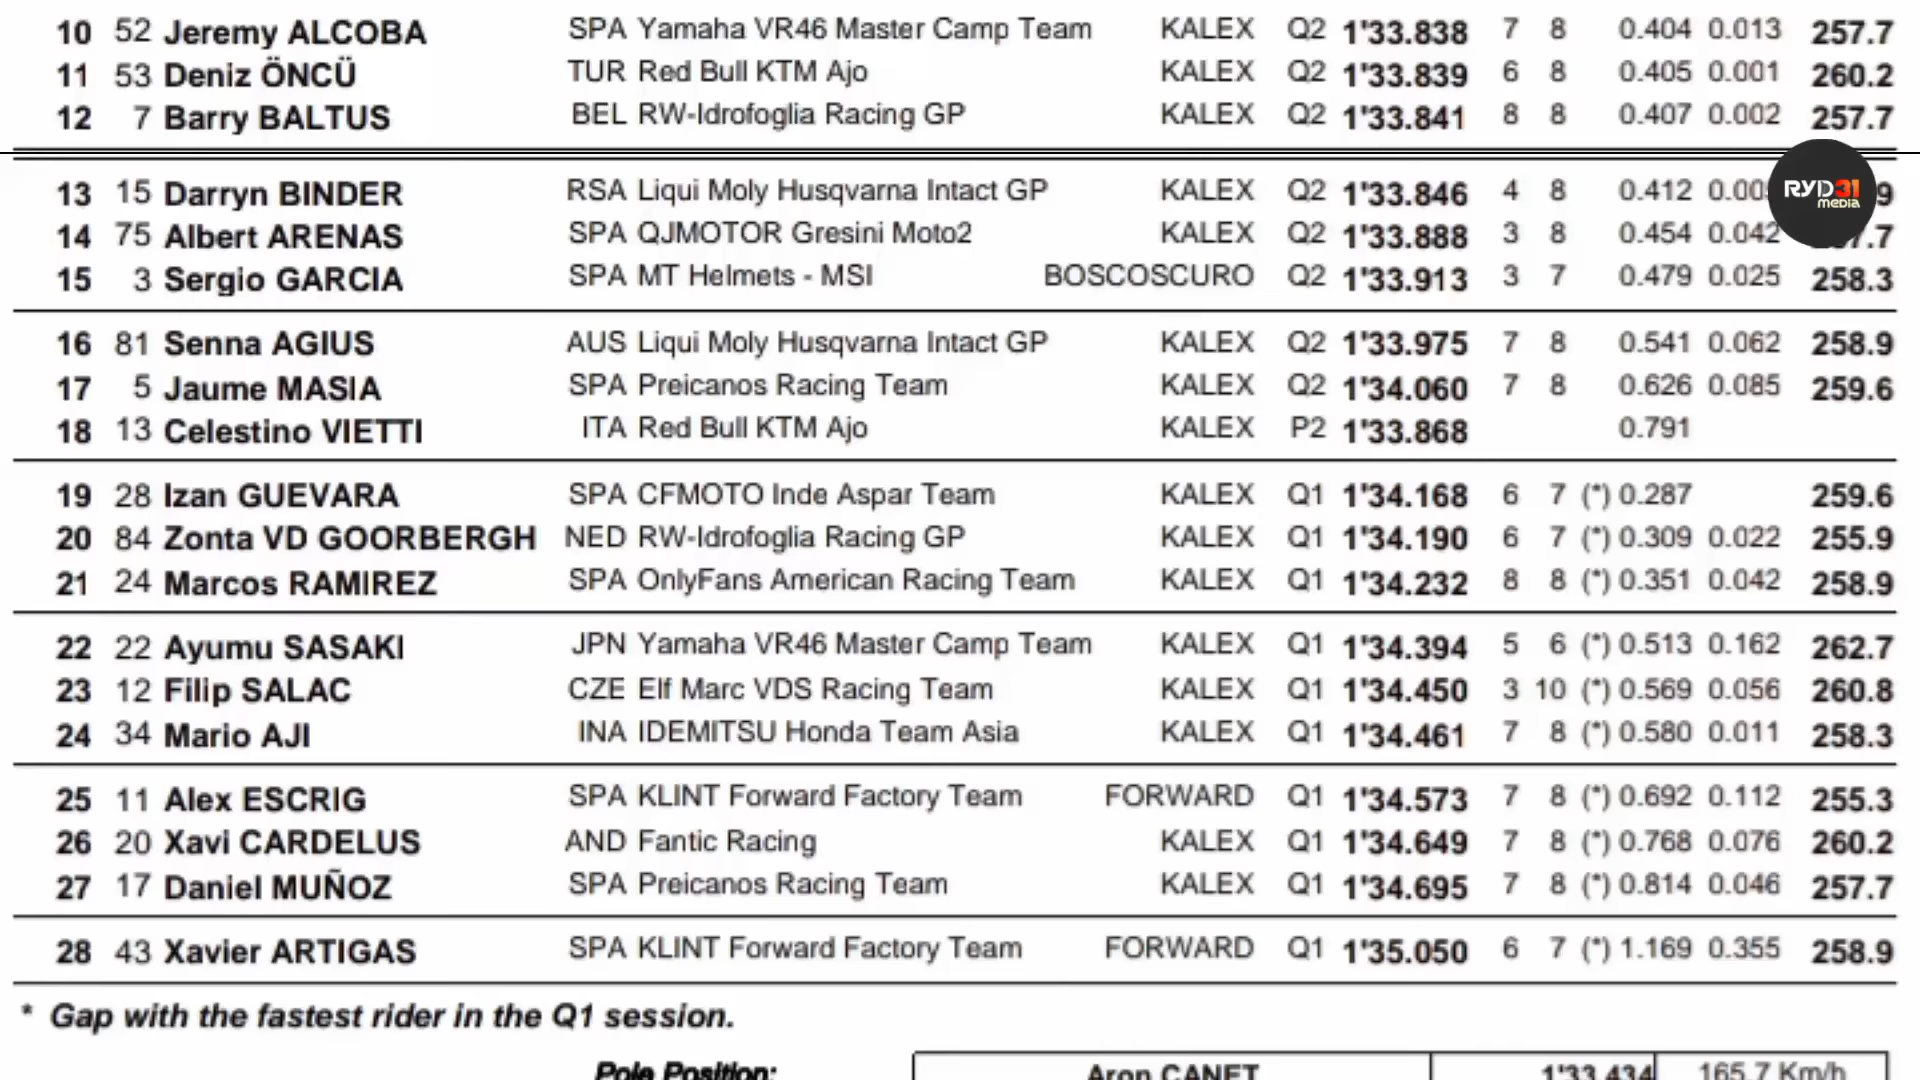 10 52 Jeremy ALCOBA SPA Yamaha VR46 Master Camp Team KALEX Q2 1'33.838 7 8 0.404 0.013 257.7
11 53 Deniz ÖNCÜ TUR Red Bull KTM Ajo KALEX Q2 1'33.839 6 8 0.405 0.001 260.2
12 7 Barry BALTUS BEL RW-Idrofoglia Racing GP KALEX Q2 1'33.841 8 8 0.407 0.002 257.7
13 15 Darryn BINDER RSA Liqui Moly Husqvarna Intact GP KALEX Q2 1'33.846 4 8 0.412
RYD31
media
14 75 Albert ARENAS SPA QJMOTOR Gresini Moto2 KALEX Q2 1'33.888 3 8 0.454 0.042
15 3 Sergio GARCIA SPA MT Helmets - MSI BOSCOSCURO Q2 1'33.913 3 7 0.479 0.025 258.3
16 81 Senna AGIUS AUS Liqui Moly Husqvarna Intact GP KALEX Q2 1'33.975 7 8 0.541 0.062 258.9
17 5 Jaume MASIA SPA Preicanos Racing Team KALEX Q2 1'34.060 7 8 0.626 0.085 259.6
18 13 Celestino VIETTI ITA Red Bull KTM Ajo KALEX P2 1'33.868 0.791
19 28 Izan GUEVARA SPA CFMOTO Inde Aspar Team KALEX Q1 1'34.168 6 7 (*) 0.287 259.6
20 84 Zonta VD GOORBERGH NED RW-Idrofoglia Racing GP KALEX Q1 1'34.190 6 7 (*) 0.309 0.022 255.9
21 24 Marcos RAMIREZ SPA OnlyFans American Racing Team KALEX Q1 1'34.232 8 8 (*) 0.351 0.042 258.9
22 22 Ayumu SASAKI JPN Yamaha VR46 Master Camp Team KALEX Q1 1'34.394 5 6 (*) 0.513 0.162 262.7
23 12 Filip SALAC CZE Elf Marc VDS Racing Team KALEX Q1 1'34.450 3 10 (*) 0.569 0.056 260.8
24 34 Mario AJI INA IDEMITSU Honda Team Asia KALEX Q1 1'34.461 7 8 (*) 0.580 0.011 258.3
25 11 Alex ESCRIG SPA KLINT Forward Factory Team FORWARD Q1 1'34.573 7 8 (*) 0.692 0.112 255.3
26 20 Xavi CARDELUS AND Fantic Racing KALEX Q1 1'34.649 7 8 (*) 0.768 0.076 260.2
27 17 Daniel MUÑOZ SPA Preicanos Racing Team KALEX Q1 1'34.695 7 8 (*) 0.814 0.046 257.7
28 43 Xavier ARTIGAS SPA KLINT Forward Factory Team FORWARD Q1 1'35.050 6 7 (*) 1.169 0.355 258.9
* Gap with the fastest rider in the Q1 session.
Pole Position: Aron CANET 1'33.434 165.7 Km/h